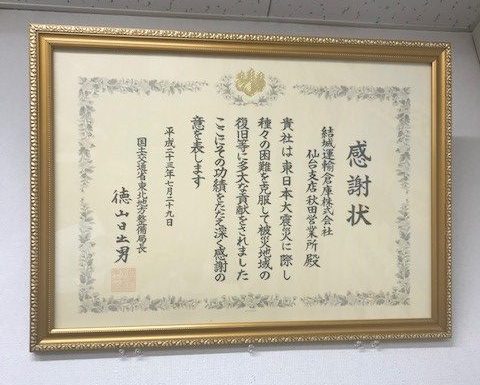 感謝状
結城運輸倉庫株式会社
仙台支店秋田営業所 殿
貴社は東日本大震災に際し
種々の困難を克服して被災地域の
復旧等に多大な貢献をされました
ここにその功績をたたえ深く感謝の
意を表します
平成二十三年七月二十九日
国土交通省東北地方整備局長
徳山日出男